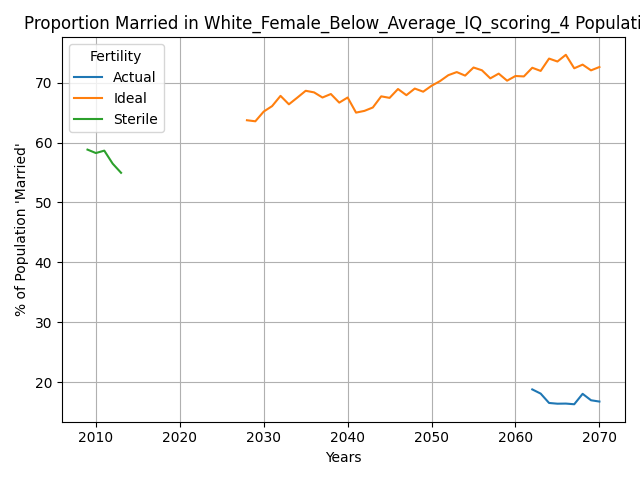 Proportion Married in White_Female_Below_Average_IQ_scoring_4 Populati
Fertility
Actual
Ideal
Sterile
% of Population 'Married'
70
60
50
40
30
20
2010 2020 2030 2040 2050 2060 2070
Years